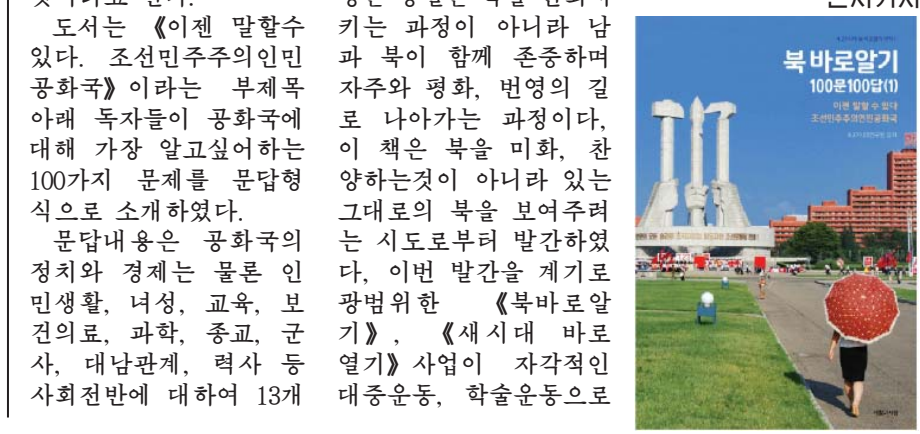 도서는 《이젠 말할수
있다. 조선민주주의인민
공화국》이라는 부제목
아래 독자들이 공화국에
대해 가장 알고싶어하는
100가지 문제를 문답형
식으로 소개하였다.
문답내용은 공화국의
정치와 경제는 물론 인
민생활, 녀성, 교육, 보
건의료, 과학, 종교, 군
사, 대남관계, 력사 등
사회전반에 대하여 13개
키는 과정이 아니라 남
과 북이 함께 존중하며
자주와 평화, 번영의 길
로 나아가는 과정이다,
이 책은 북을 미화, 찬
양하는것이 아니라 있는
그대로의 북을 보여주려
는 시도로부터 발간하였
다, 이번 발간을 계기로
광범위한 《북바로알
기》, 《새시대 바로
열기》사업이 자각적인
대중운동, 학술운동으로
북 바로알기
100문100답(1)
이젠 말할 수 있다
조선민주주의인민공화국